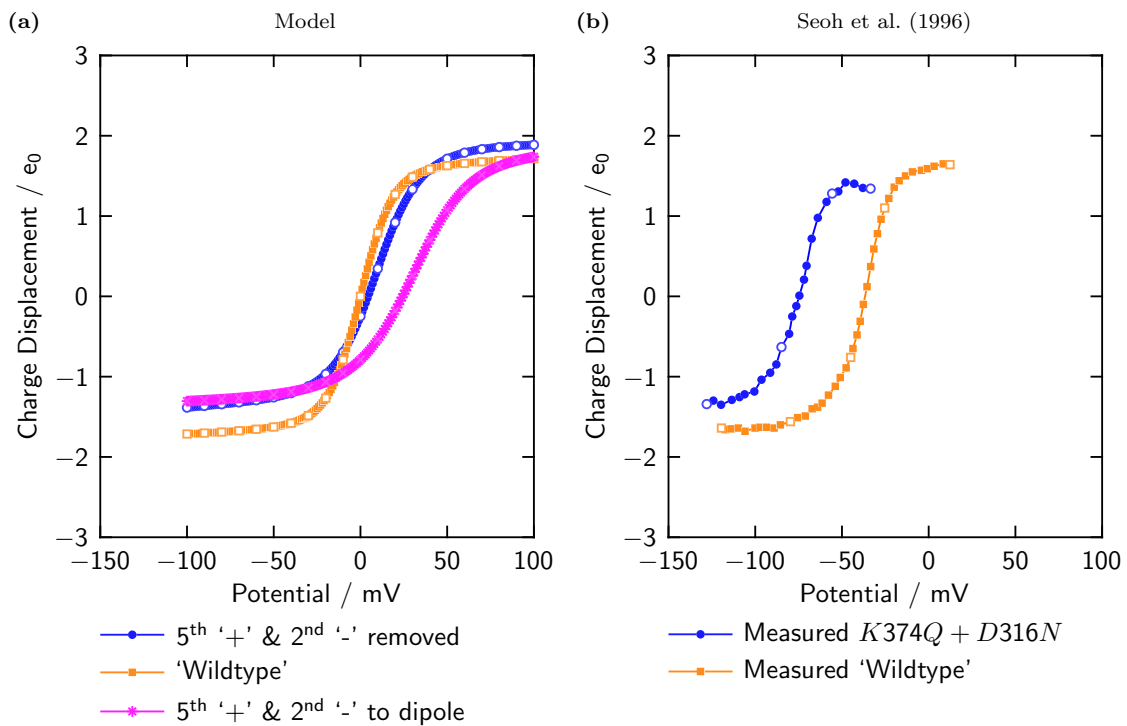 (a) Model
3
2
1
0
−1
−2
−3
−150 −100 −50 0 50 100
Charge Displacement / e₀
Potential / mV
5ᵗʰ ‘+’ & 2ⁿᵈ ‘-’ removed
‘Wildtype’
5ᵗʰ ‘+’ & 2ⁿᵈ ‘-’ to dipole
(b) Seoh et al. (1996)
3
2
1
0
−1
−2
−3
−150 −100 −50 0 50 100
Charge Displacement / e₀
Potential / mV
Measured K374Q + D316N
Measured ‘Wildtype’